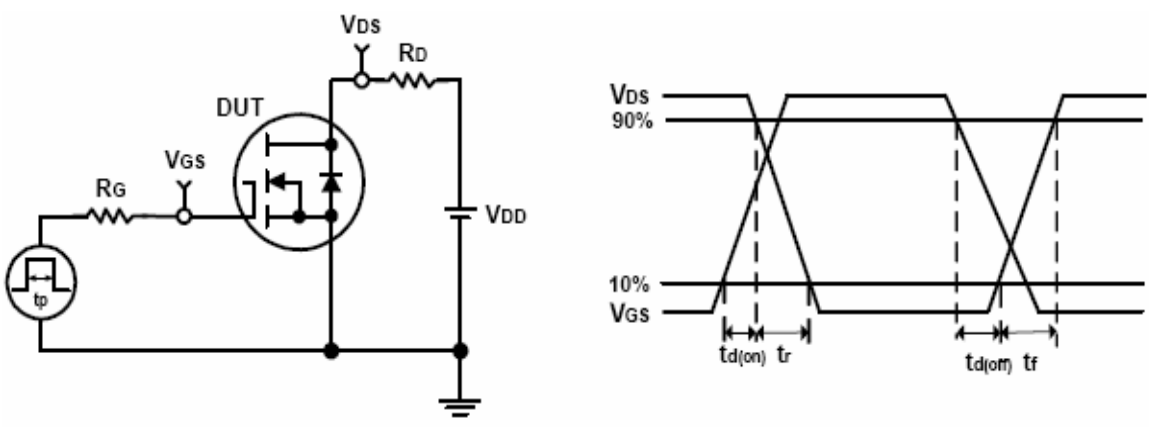 VDS
RD
DUT
VGS
RG
VDD
tp
VDS
90%
10%
VGS
td(on) tr
td(off) tf